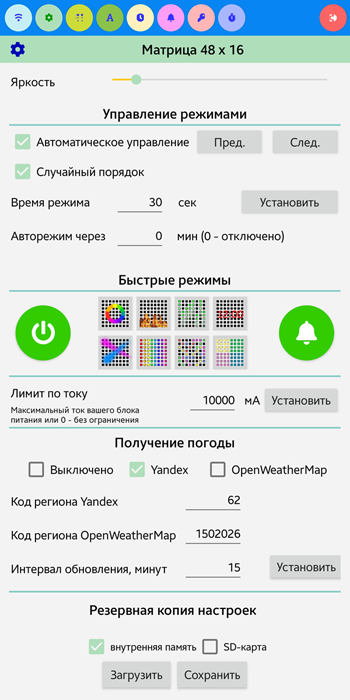 A
Матрица 48 x 16
Яркость
Управление режимами
Автоматическое управление Пред. След.
Случайный порядок
Время режима 30 сек Установить
Авторежим через 0 мин (0 - отключено)
Быстрые режимы
Лимит по току 10000 мА Установить
Максимальный ток вашего блока
питания или 0 - без ограничения
Получение погоды
Выключено Yandex OpenWeatherMap
Код региона Yandex 62
Код региона OpenWeatherMap 1502026
Интервал обновления, минут 15 Установить
Резервная копия настроек
внутренняя память SD-карта
Загрузить Сохранить